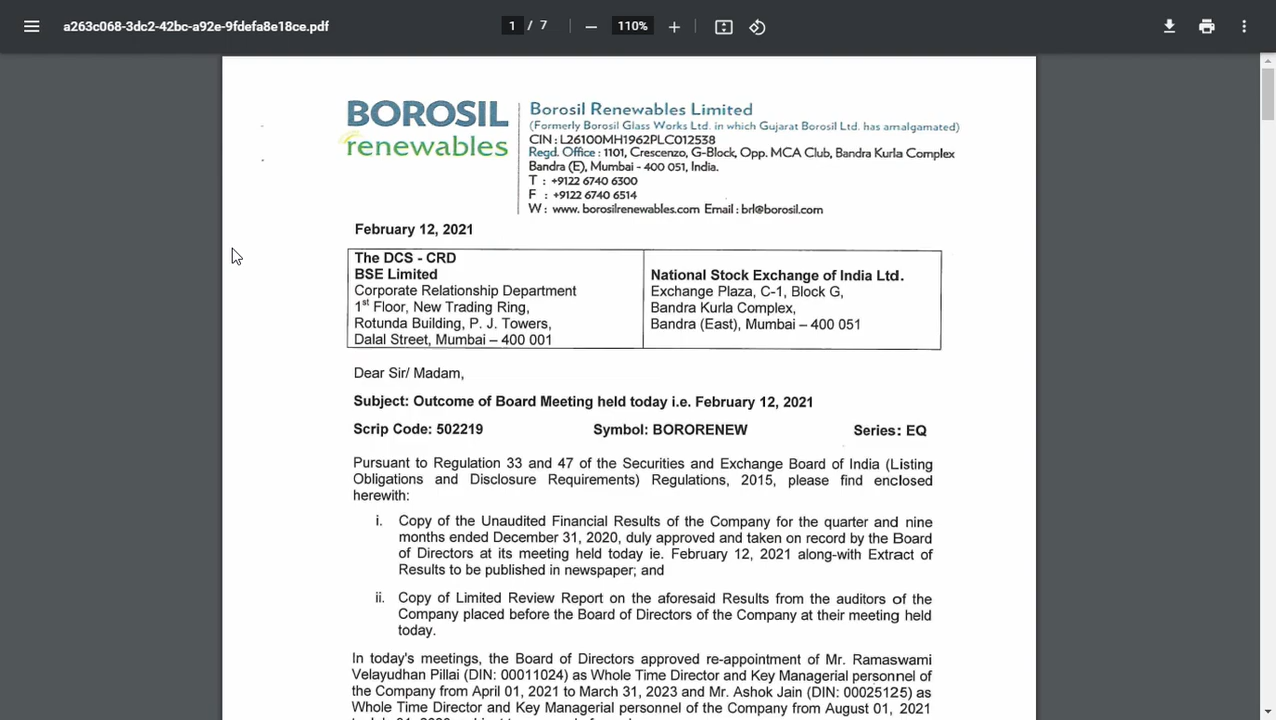 a263c068-3dc2-42bc-a92e-9fdefa8e18ce.pdf
1 / 7
110%
BOROSIL
renewables
Borosil Renewables Limited
(Formerly Borosil Glass Works Ltd. in which Gujarat Borosil Ltd. has amalgamated)
CIN : L26100MH1962PLC012538
Regd. Office : 1101, Crescenzo, G-Block, Opp. MCA Club, Bandra Kurla Complex
Bandra (E), Mumbai - 400 051, India.
T : +9122 6740 6300
F : +9122 6740 6514
W : www. borosilrenewables.com Email : brl@borosil.com
February 12, 2021
The DCS - CRD
BSE Limited
Corporate Relationship Department
1st Floor, New Trading Ring,
Rotunda Building, P. J. Towers,
Dalal Street, Mumbai – 400 001
National Stock Exchange of India Ltd.
Exchange Plaza, C-1, Block G,
Bandra Kurla Complex,
Bandra (East), Mumbai – 400 051
Dear Sir/ Madam,
Subject: Outcome of Board Meeting held today i.e. February 12, 2021
Scrip Code: 502219 Symbol: BORORENEW Series: EQ
Pursuant to Regulation 33 and 47 of the Securities and Exchange Board of India (Listing
Obligations and Disclosure Requirements) Regulations, 2015, please find enclosed
herewith:
i. Copy of the Unaudited Financial Results of the Company for the quarter and nine
months ended December 31, 2020, duly approved and taken on record by the Board
of Directors at its meeting held today ie. February 12, 2021 along-with Extract of
Results to be published in newspaper; and
ii. Copy of Limited Review Report on the aforesaid Results from the auditors of the
Company placed before the Board of Directors of the Company at their meeting held
today.
In today's meetings, the Board of Directors approved re-appointment of Mr. Ramaswami
Velayudhan Pillai (DIN: 00011024) as Whole Time Director and Key Managerial personnel of
the Company from April 01, 2021 to March 31, 2023 and Mr. Ashok Jain (DIN: 00025125) as
Whole Time Director and Key Managerial personnel of the Company from August 01, 2021